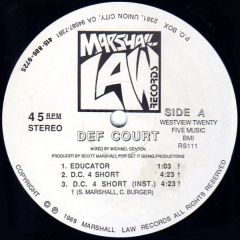 P.O. BOX 2381, UNION CITY, CA. 94587-7381 415-836-9725
MARSHALL
LAW
RECORDS
45 RPM
STEREO
SIDE A
WESTVIEW TWENTY
FIVE MUSIC
BMI
RS111
DEF COURT
MIXED BY MICHAEL DENTON
PRODUCED BY SCOTT MARSHALL FOR GET IT GOING PRODUCTIONS
1. EDUCATOR 1:03 †
2. D.C. 4 SHORT 4:23 †
3. D.C. 4 SHORT (INST.) 4:23 †
† (S. MARSHALL, C. BURGER)
COPYRIGHT © 1988 MARSHALL LAW RECORDS ALL RIGHTS RESERVED